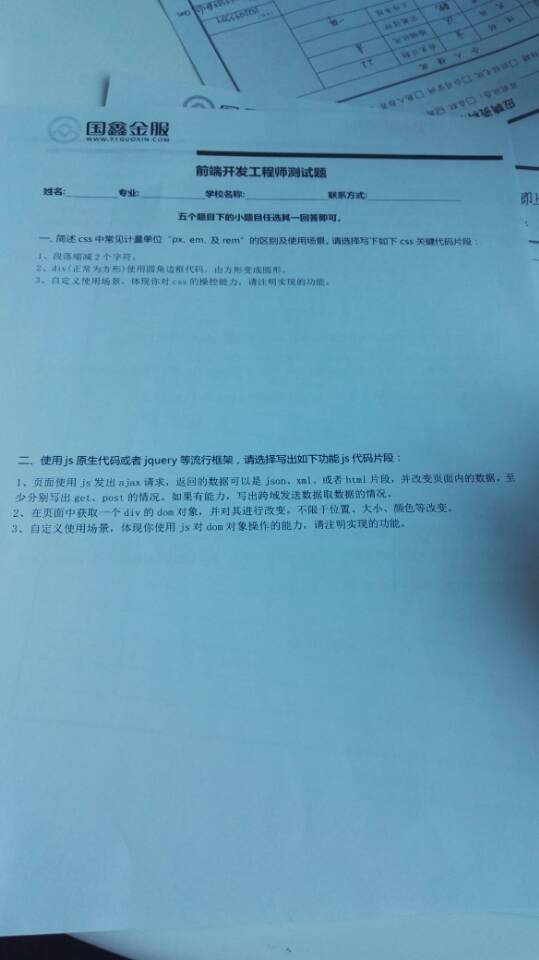 国鑫金服
WWW.91GUOXIN.COM
前端开发工程师测试题
姓名:        专业:        学校名称:        联系方式:
五个题目下的小题目任选其一回答即可。
一. 简述 css 中常见计量单位“px, em, 及 rem”的区别及使用场景, 请选择写下如下 css 关键代码片段：
1、段落缩减 2 个字符。
2、div(正常为方形)使用圆角边框代码，由方形变成圆形。
3、自定义使用场景，体现你对 css 的操控能力，请注明实现的功能。
二、使用 js 原生代码或者 jquery 等流行框架，请选择写出如下功能 js 代码片段：
1、页面使用 js 发出 ajax 请求，返回的数据可以是 json、xml、或者 html 片段，并改变页面内的数据。至
少分别写出 get、post 的情况。如果有能力，写出跨域发送数据取数据的情况。
2、在页面中获取一个 div 的 dom 对象，并对其进行改变。不限于位置、大小、颜色等改变。
3、自定义使用场景，体现你使用 js 对 dom 对象操作的能力，请注明实现的功能。